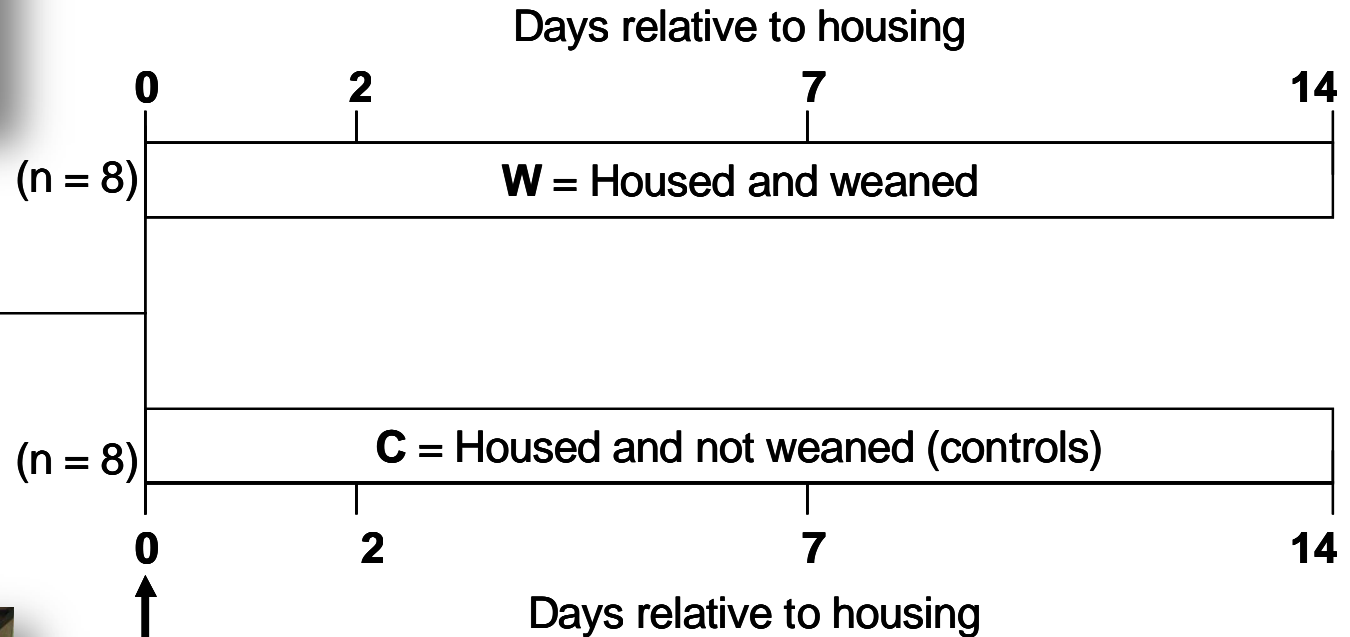 Days relative to housing
0 2 7 14
(n = 8) W = Housed and weaned
(n = 8) C = Housed and not weaned (controls)
0 2 7 14
Days relative to housing